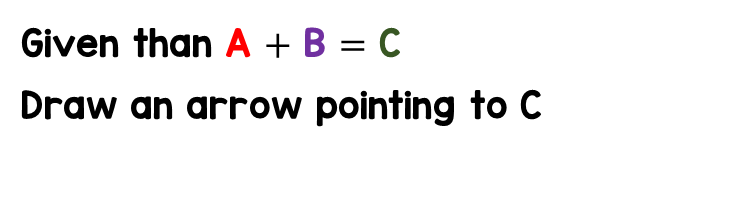 Given than A + B = C
Draw an arrow pointing to C